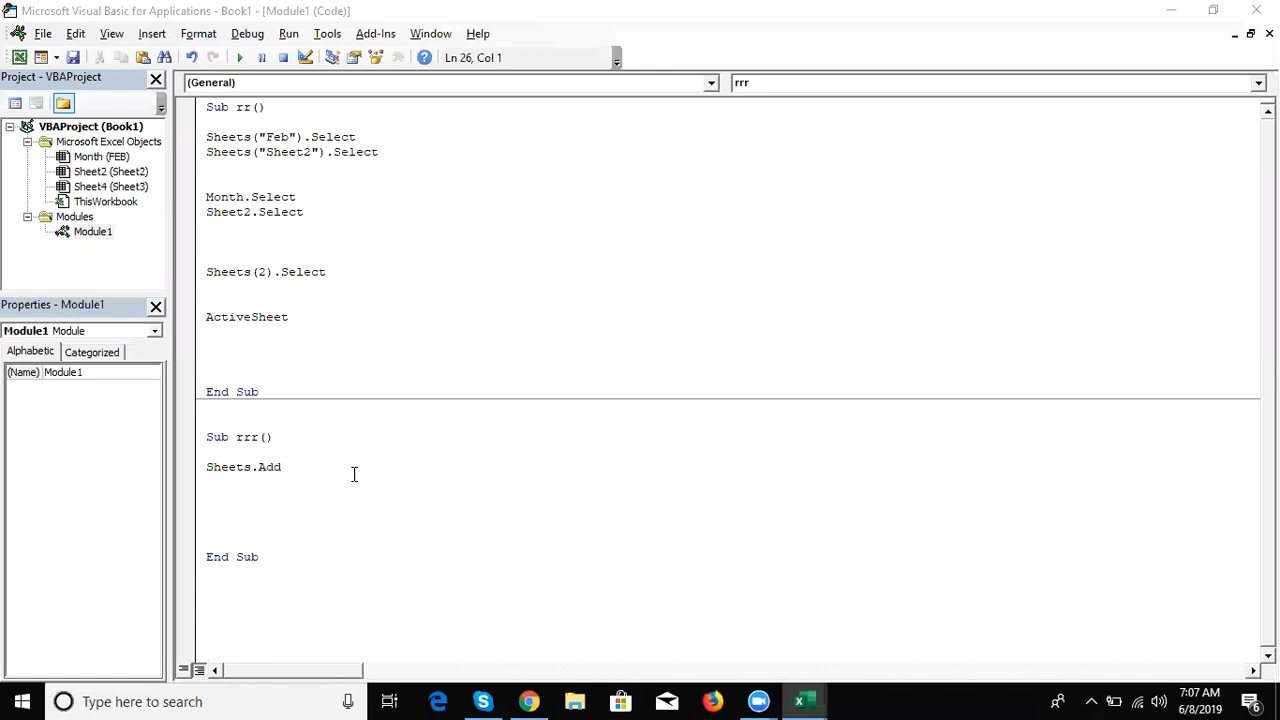 Microsoft Visual Basic for Applications - Book1 - [Module1 (Code)]
File Edit View Insert Format Debug Run Tools Add-Ins Window Help
Ln 26, Col 1
Project - VBAProject
(General) rrr
VBAProject (Book1)
Microsoft Excel Objects
Month (FEB)
Sheet2 (Sheet2)
Sheet4 (Sheet3)
ThisWorkbook
Modules
Module1
Properties - Module1
Module1 Module
Alphabetic Categorized
(Name) Module1
Sub rr()
Sheets("Feb").Select
Sheets("Sheet2").Select
Month.Select
Sheet2.Select
Sheets(2).Select
ActiveSheet
End Sub
Sub rrr()
Sheets.Add
End Sub
Type here to search
7:07 AM
6/8/2019
6